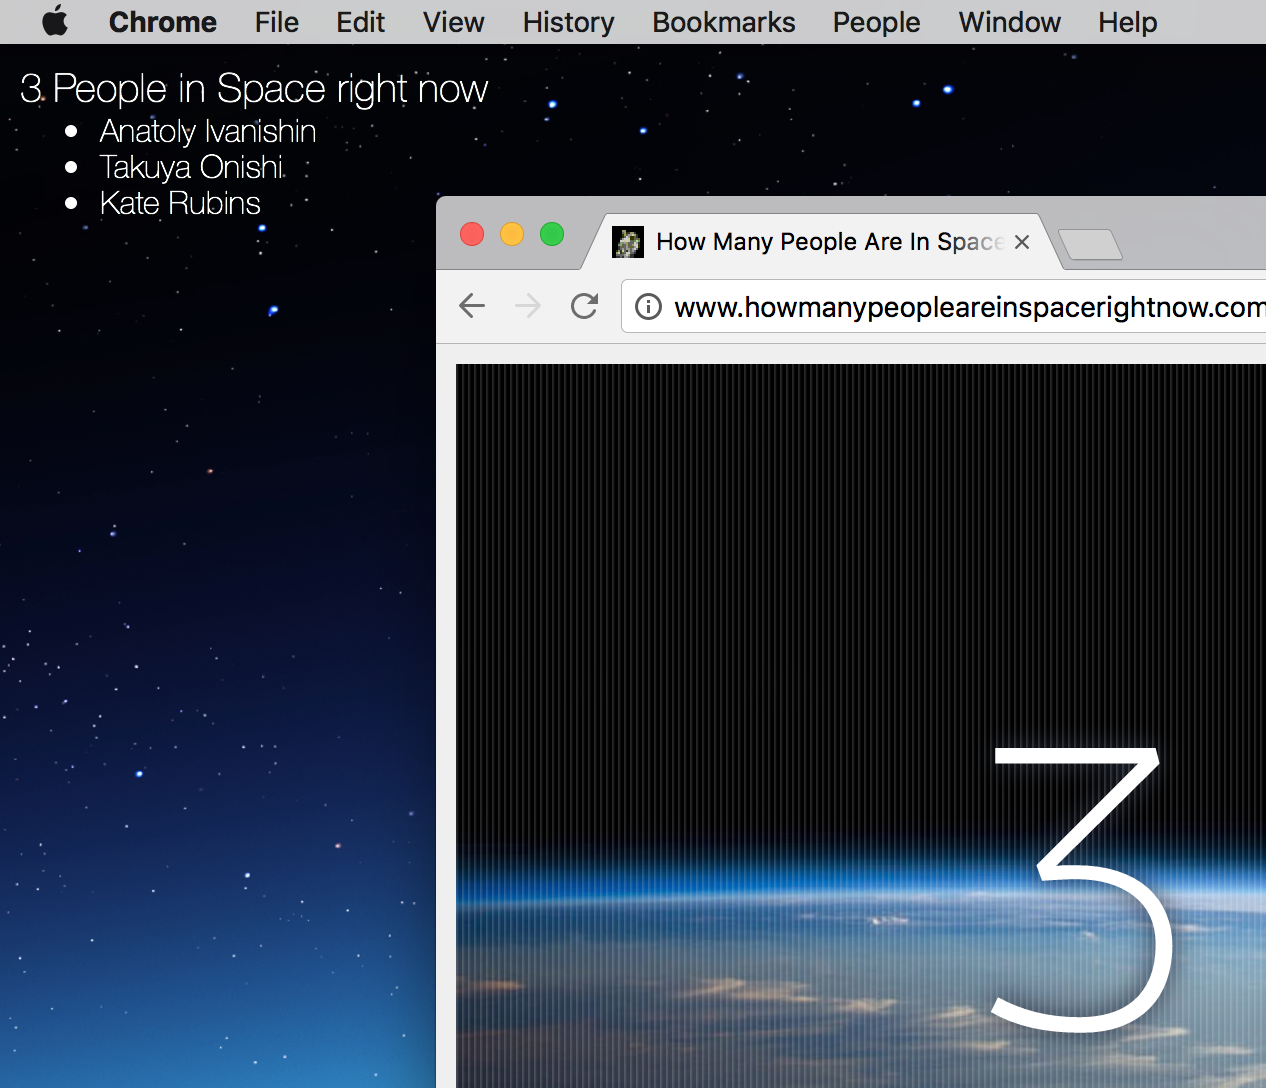 Chrome File Edit View History Bookmarks People Window Help
3 People in Space right now
Anatoly Ivanishin
Takuya Onishi
Kate Rubins
How Many People Are In Space
www.howmanypeopleareinspacerightnow.com
3